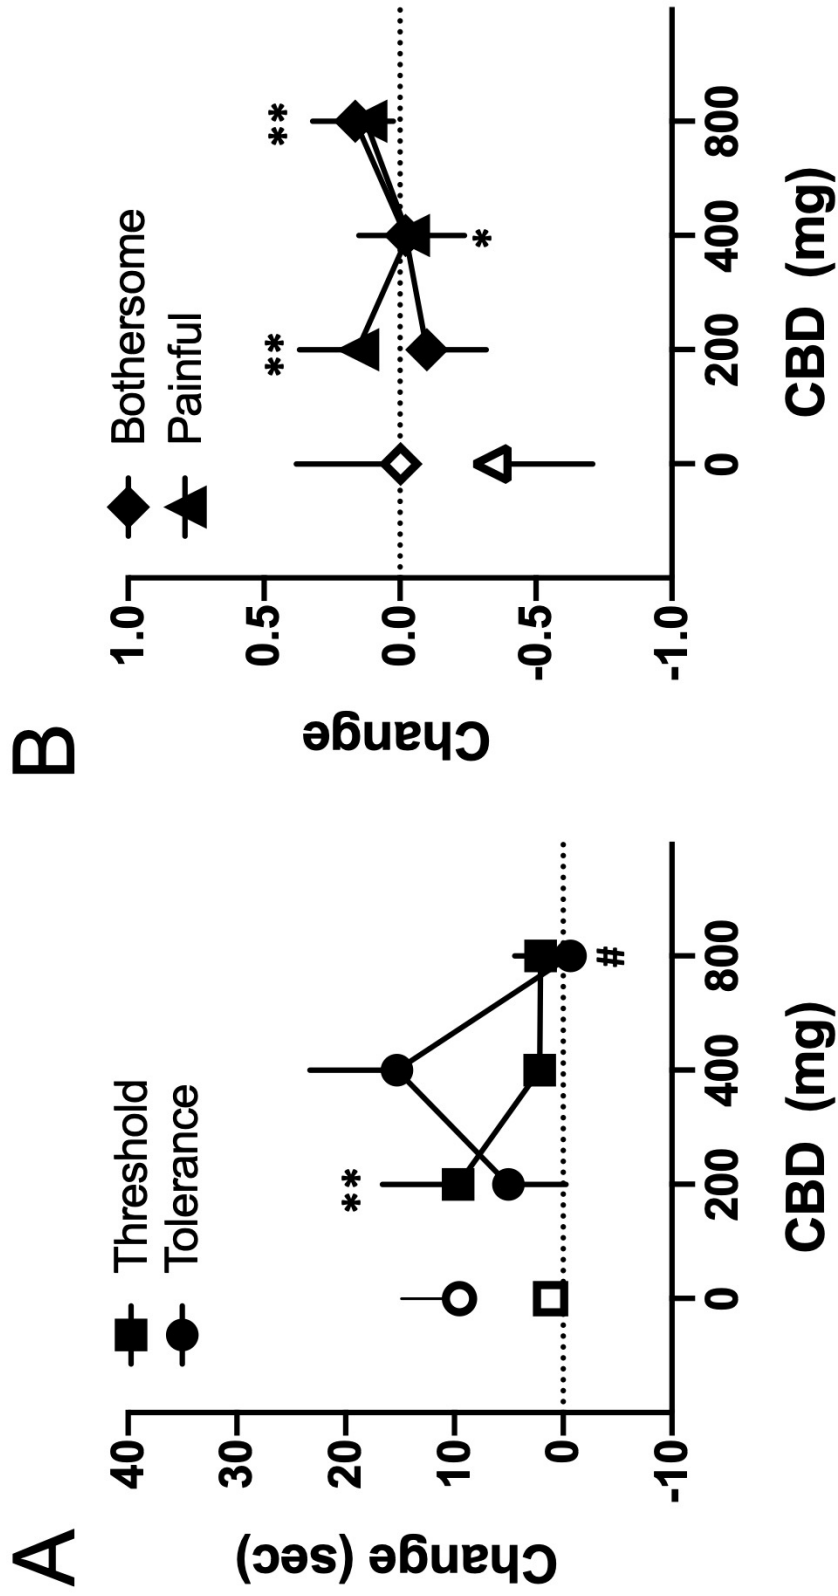 A
Threshold
Tolerance
Change (sec)
40
30
20
10
0
-10
**
#
0 200 400 800
CBD (mg)
B
Bothersome
Painful
Change
1.0
0.5
0.0
-0.5
-1.0
** **
*
0 200 400 800
CBD (mg)